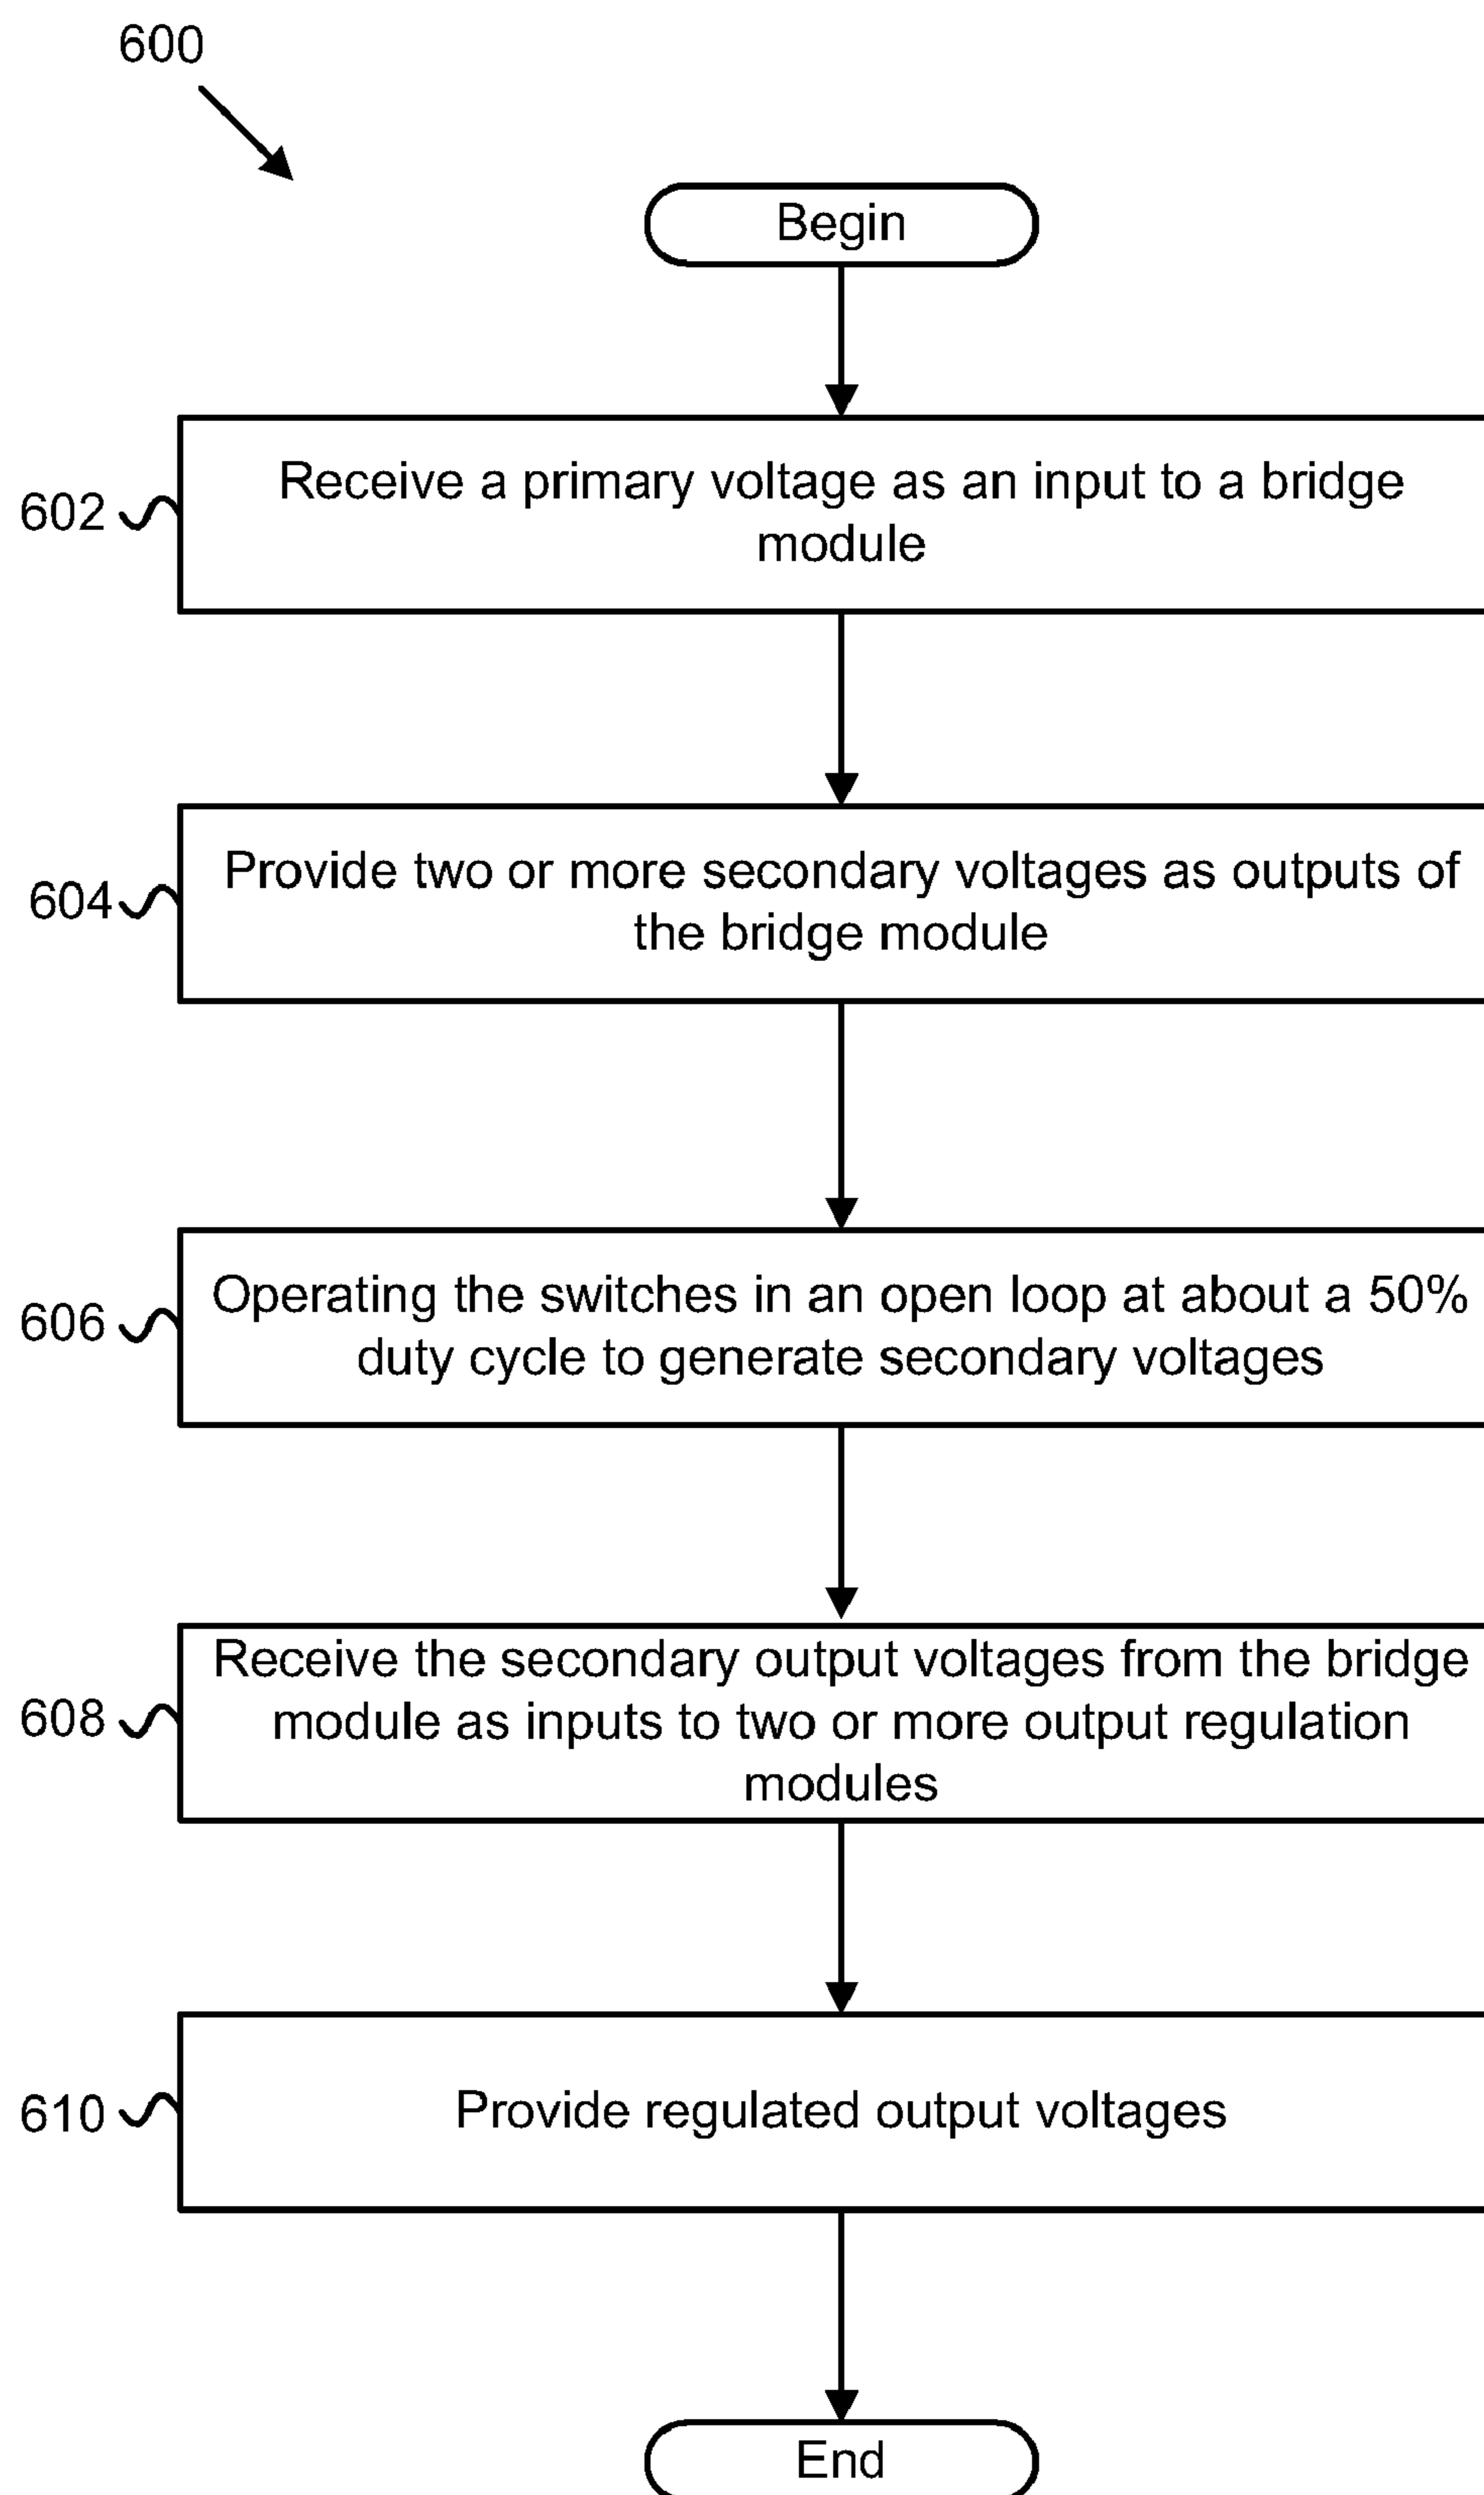 600
Begin
602
Receive a primary voltage as an input to a bridge
module
604
Provide two or more secondary voltages as outputs of
the bridge module
606
Operating the switches in an open loop at about a 50%
duty cycle to generate secondary voltages
608
Receive the secondary output voltages from the bridge
module as inputs to two or more output regulation
modules
610
Provide regulated output voltages
End